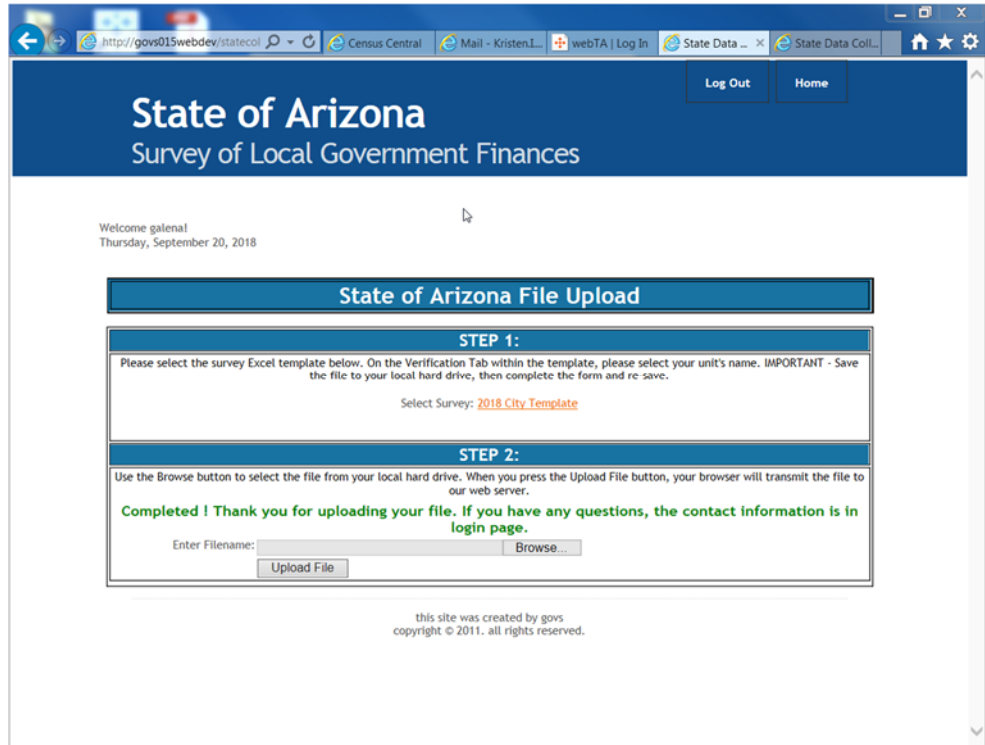 http://govs015webdev/statecol
Census Central
Mail - Kristen.I...
webTA | Log In
State Data ...
State Data Coll...
Log Out
Home
State of Arizona
Survey of Local Government Finances
Welcome galena!
Thursday, September 20, 2018
State of Arizona File Upload
STEP 1:
Please select the survey Excel template below. On the Verification Tab within the template, please select your unit's name. IMPORTANT - Save
the file to your local hard drive, then complete the form and re-save.
Select Survey: 2018 City Template
STEP 2:
Use the Browse button to select the file from your local hard drive. When you press the Upload File button, your browser will transmit the file to
our web server.
Completed ! Thank you for uploading your file. If you have any questions, the contact information is in
login page.
Enter Filename:
Browse...
Upload File
this site was created by govs
copyright © 2011. all rights reserved.